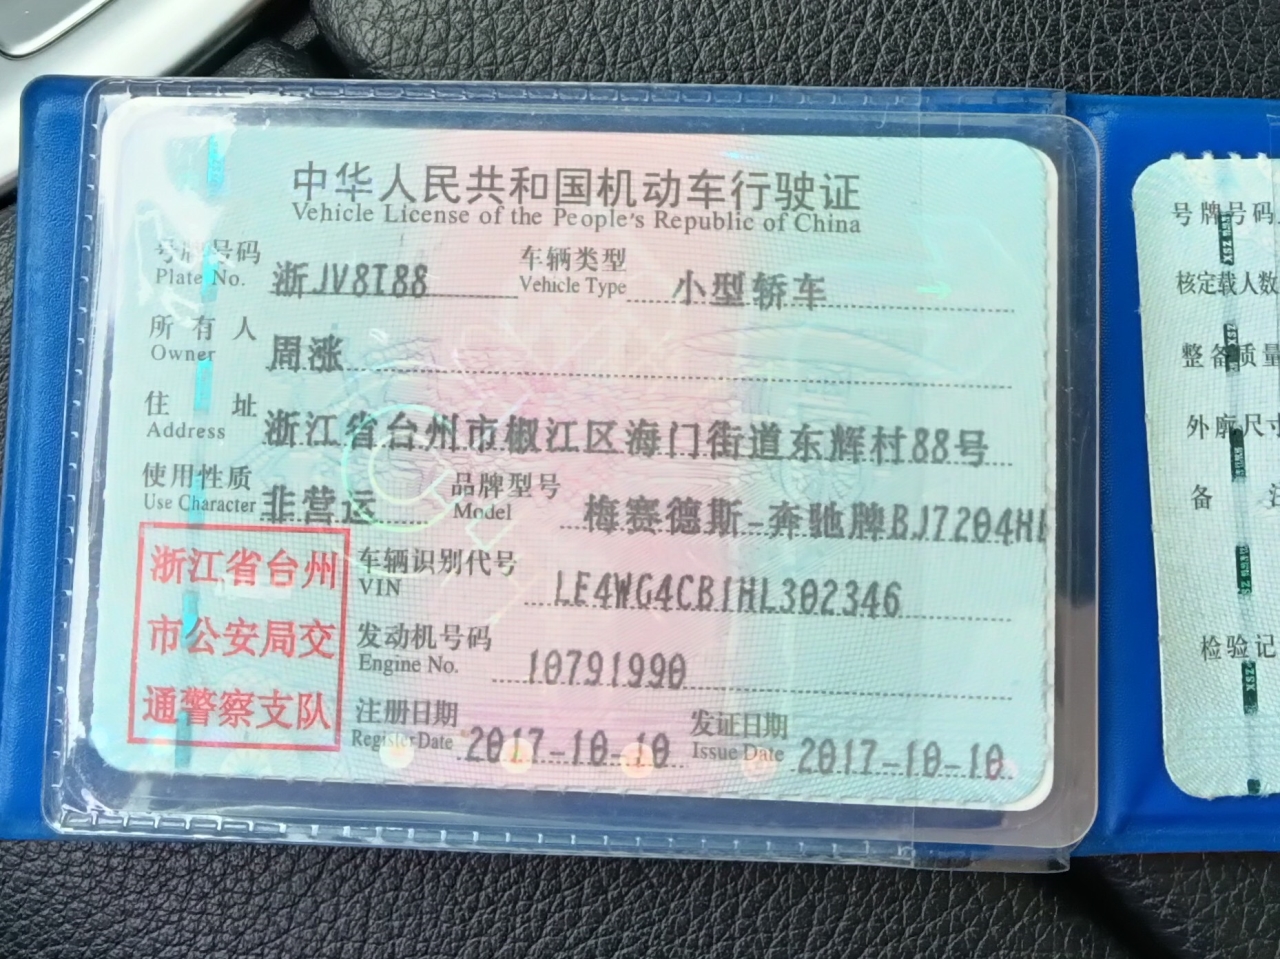 中华人民共和国机动车行驶证
Vehicle License of the People's Republic of China
号牌号码 浙JV8T88 车辆类型 小型轿车
Plate No. Vehicle Type
所有人 周涨
Owner
住址 浙江省台州市椒江区海门街道东辉村88号
Address
使用性质 非营运 品牌型号 梅赛德斯-奔驰牌BJ7204H
Use Character Model
浙江省台州
市公安局交
通警察支队
车辆识别代号 LE4WG4CB1HL302346
VIN
发动机号码 10791990
Engine No.
注册日期 2017-10-10 发证日期 2017-10-10
Register Date Issue Date
号牌号码
核定载人数
整备质量
外廓尺寸
备
检验记